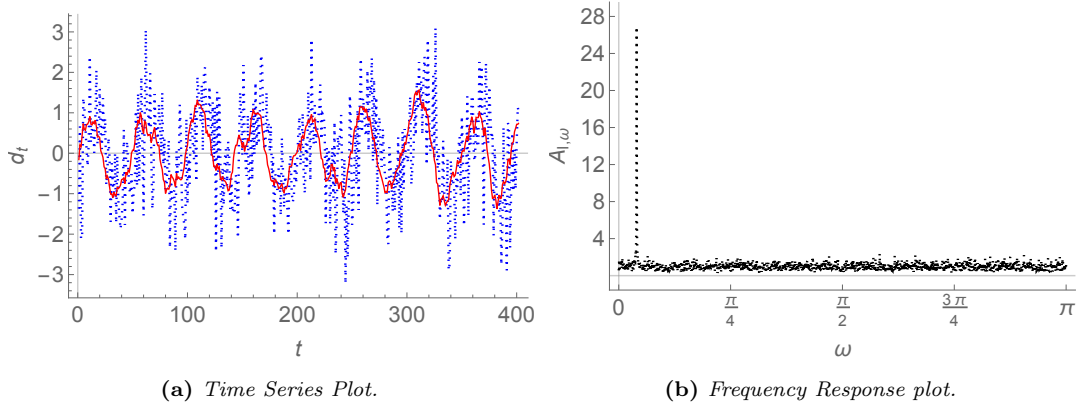 3
2
1
0
-1
-2
-3
d_t
0 100 200 300 400
t
(a) Time Series Plot.
28
24
20
16
12
8
4
A_{l,ω}
0 π/4 π/2 3π/4 π
ω
(b) Frequency Response plot.